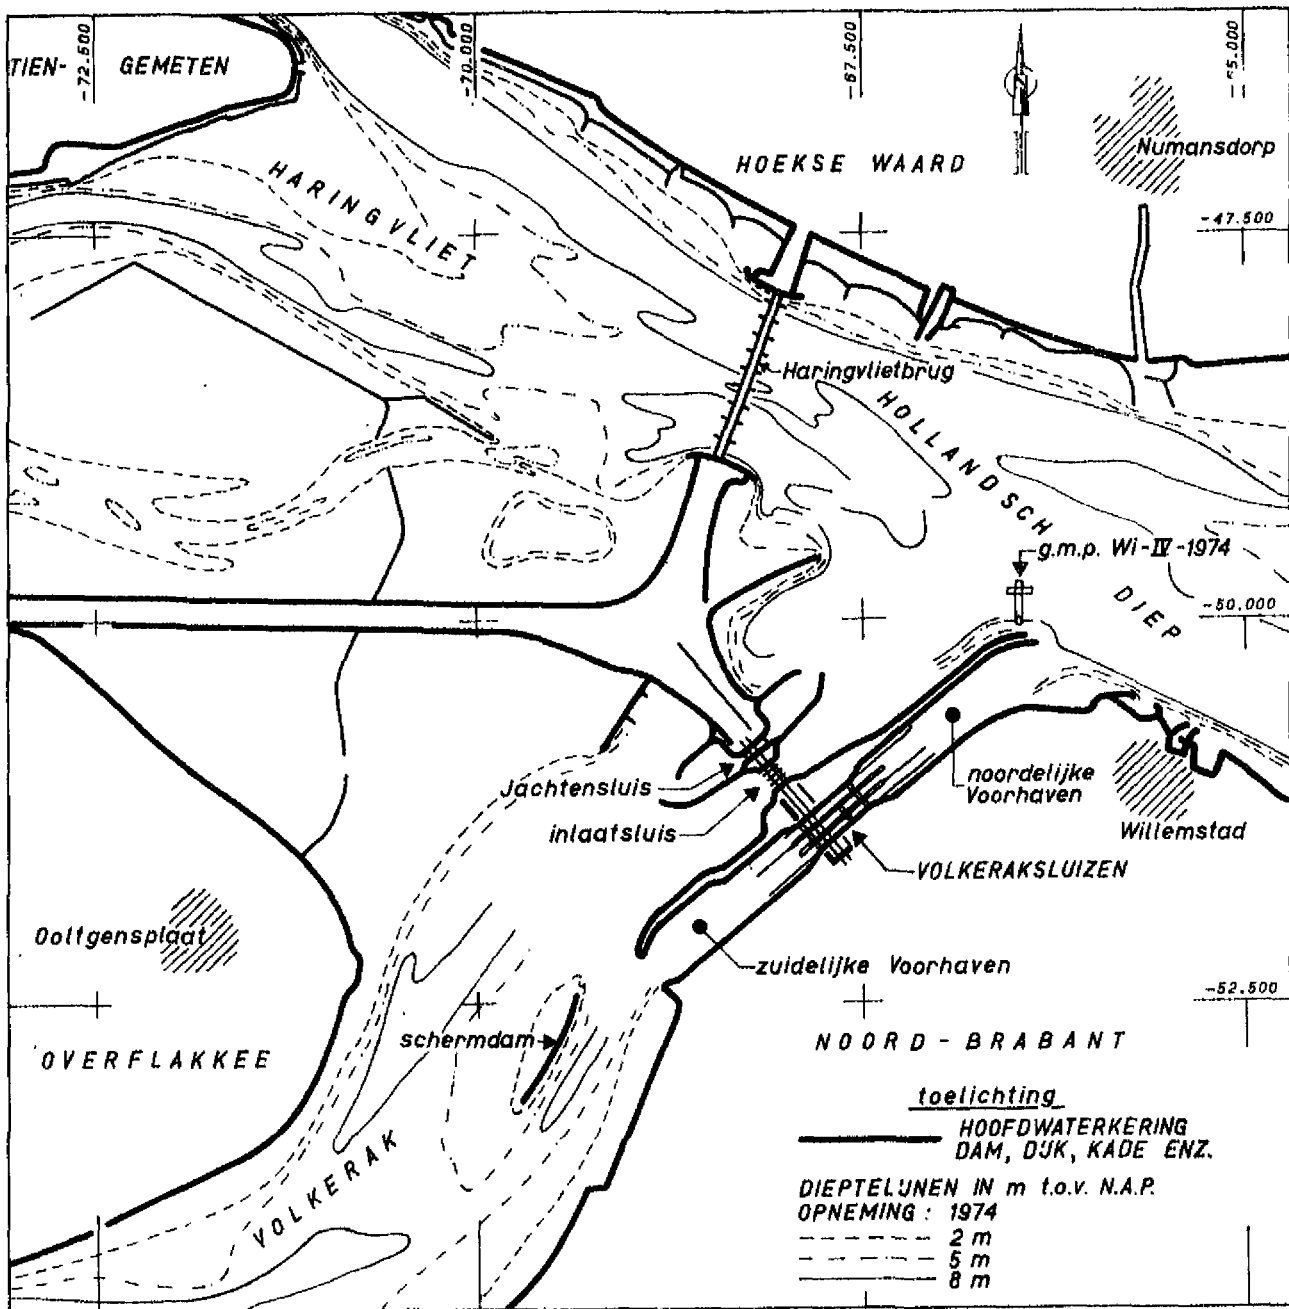 -72.500
-70.000
-67.500
TIEN- GEMETEN
HOEKSE WAARD
Numansdorp
-47.500
HARINGVLIET
Haringvlietbrug
HOLLANDSCH DIEP
g.m.p. Wi-IV-1974
-50.000
Jachtensluis
inlaatsluis
noordelijke
Voorhaven
Willemstad
VOLKERAKSLUIZEN
Ooltgensplaat
zuidelijke Voorhaven
-52.500
schermdam
OVERFLAKKEE
NOORD-BRABANT
VOLKERAK
toelichting
HOOFDWATERKERING
DAM, DIJK, KADE ENZ.
DIEPTELIJNEN IN m t.o.v. N.A.P.
OPNEMING: 1974
2 m
5 m
8 m